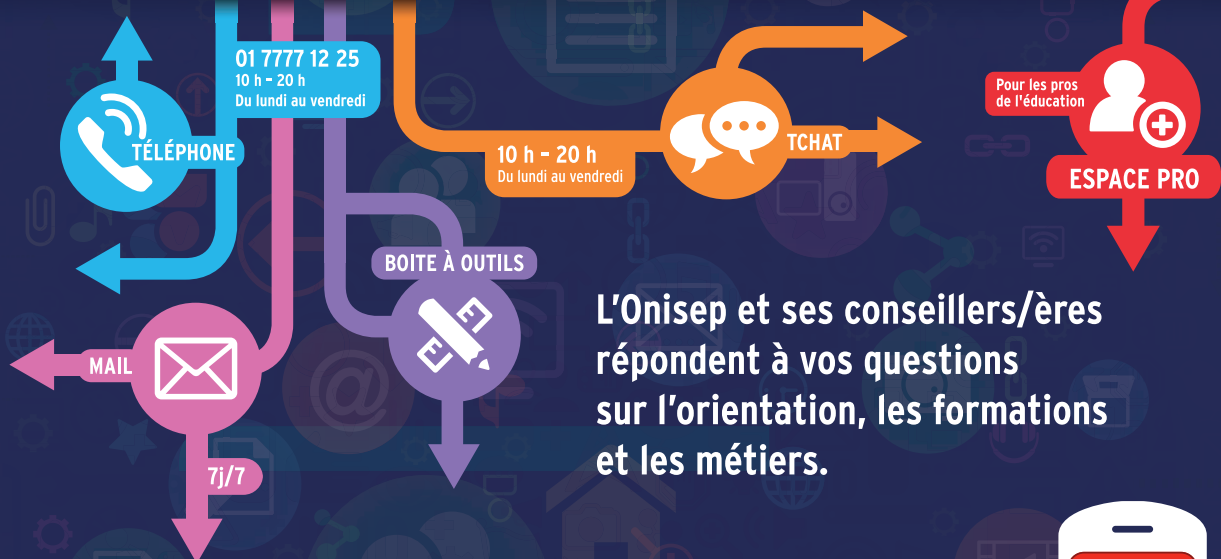 01 7777 12 25
10 h – 20 h
Du lundi au vendredi
TÉLÉPHONE
10 h – 20 h
Du lundi au vendredi
TCHAT
Pour les pros
de l'éducation
ESPACE PRO
BOITE À OUTILS
MAIL
7j/7
L'Onisep et ses conseillers/ères
répondent à vos questions
sur l'orientation, les formations
et les métiers.